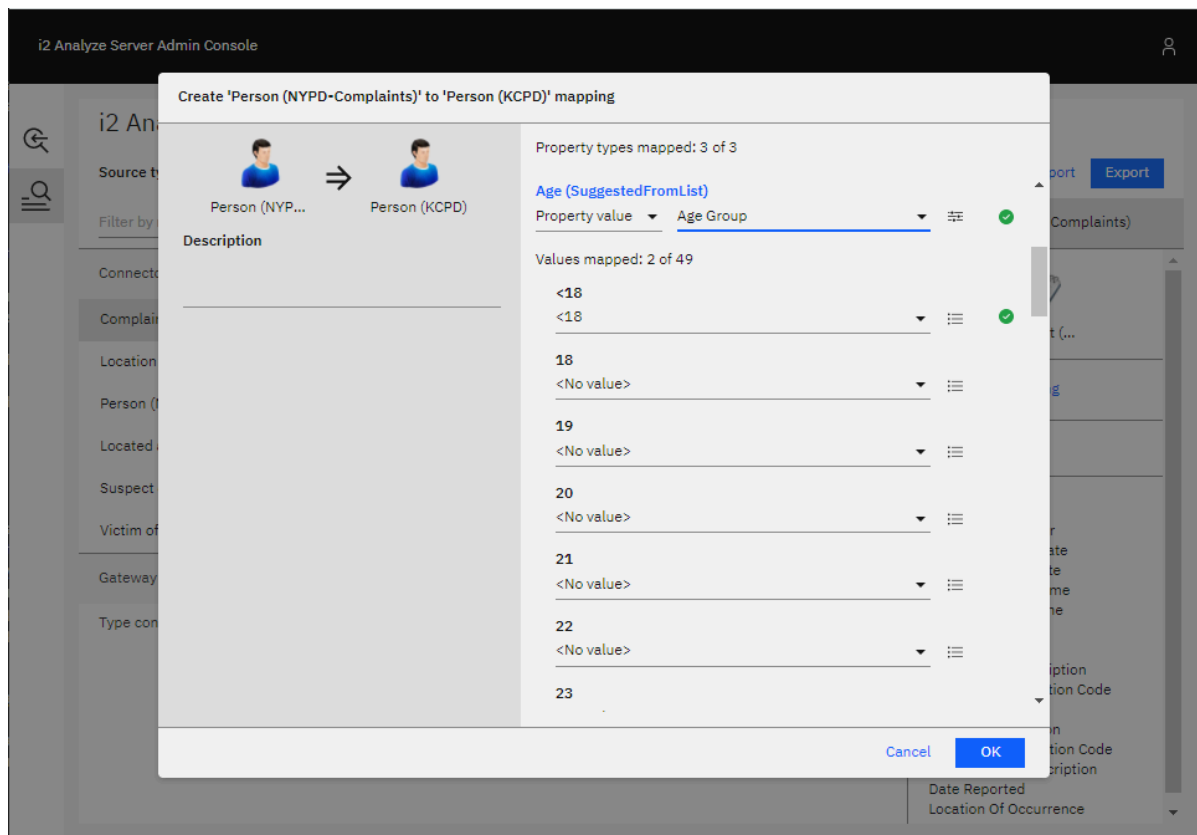 i2 Analyze Server Admin Console
Create 'Person (NYPD-Complaints)' to 'Person (KCPD)' mapping
i2 An
Source t
Filter by
Connecto
Complai
Location
Person (
Located
Suspect
Victim of
Gateway
Type con
Person (NYP...
Person (KCPD)
Description
Property types mapped: 3 of 3
Age (SuggestedFromList)
Property value
Age Group
Values mapped: 2 of 49
<18
<18
18
<No value>
19
<No value>
20
<No value>
21
<No value>
22
<No value>
23
Cancel
OK
port
Export
Complaints)
t (...
g
r
ate
te
me
ne
iption
tion Code
on
tion Code
cription
Date Reported
Location Of Occurrence